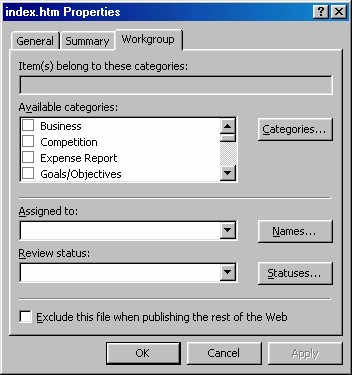 index.htm Properties
General Summary Workgroup
Item(s) belong to these categories:
Available categories:
Business
Competition
Expense Report
Goals/Objectives
Categories...
Assigned to:
Names...
Review status:
Statuses...
Exclude this file when publishing the rest of the Web
OK Cancel Apply